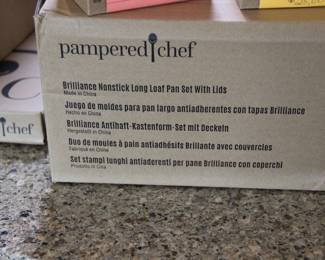 pampered chef
Brilliance Nonstick Long Loaf Pan Set With Lids
Made in China
Juego de moldes para pan largo antiadherentes con tapas Brilliance
Hecho en China
Brilliance Antihaft-Kastenform-Set mit Deckeln
Hergestellt in China
Duo de moules à pain antiadhésifs Brilliante avec couvercles
Fabriqué en China
Set stampi lunghi antiaderenti per pane Brilliance con coperchi
Prodotto in Cina
chef